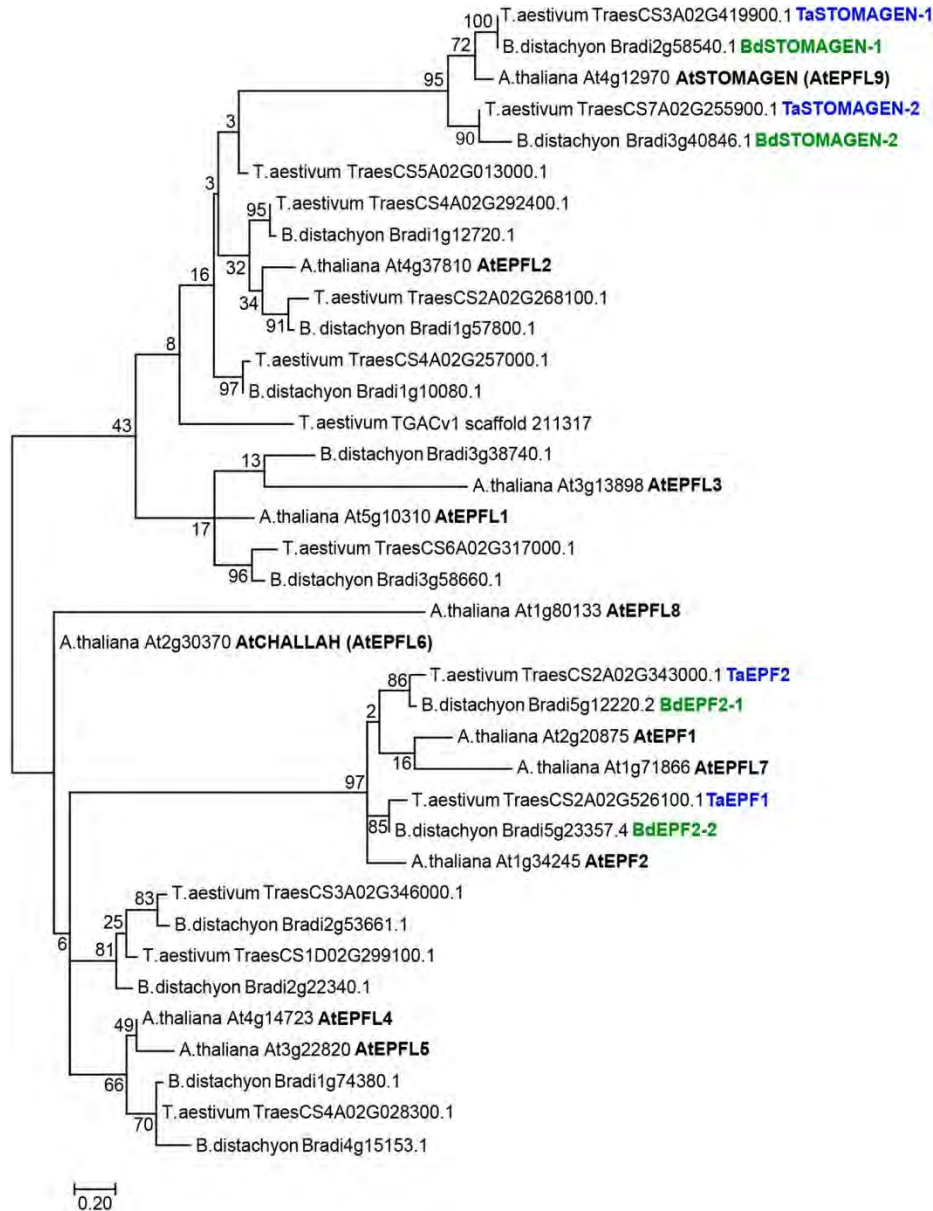 T.aestivum TraesCS3A02G419900.1 TaSTOMAGEN-1
100
B.distachyon Bradi2g58540.1 BdSTOMAGEN-1
72
A.thaliana At4g12970 AtSTOMAGEN (AtEPFL9)
95
T.aestivum TraesCS7A02G255900.1 TaSTOMAGEN-2
3
90
B.distachyon Bradi3g40846.1 BdSTOMAGEN-2
T.aestivum TraesCS5A02G013000.1
3
T.aestivum TraesCS4A02G292400.1
95
B.distachyon Bradi1g12720.1
32
A.thaliana At4g37810 AtEPFL2
16
34
T.aestivum TraesCS2A02G268100.1
91
B.distachyon Bradi1g57800.1
8
T.aestivum TraesCS4A02G257000.1
97
B.distachyon Bradi1g10080.1
43
T.aestivum TGACv1 scaffold 211317
B.distachyon Bradi3g38740.1
13
A.thaliana At3g13898 AtEPFL3
A.thaliana At5g10310 AtEPFL1
17
T.aestivum TraesCS6A02G317000.1
96
B.distachyon Bradi3g58660.1
A.thaliana At1g80133 AtEPFL8
A.thaliana At2g30370 AtCHALLAH (AtEPFL6)
T.aestivum TraesCS2A02G343000.1 TaEPF2
86
B.distachyon Bradi5g12220.2 BdEPF2-1
2
A.thaliana At2g20875 AtEPF1
16
A.thaliana At1g71866 AtEPFL7
97
T.aestivum TraesCS2A02G526100.1 TaEPF1
85
B.distachyon Bradi5g23357.4 BdEPF2-2
A.thaliana At1g34245 AtEPF2
T.aestivum TraesCS3A02G346000.1
83
B.distachyon Bradi2g53661.1
25
T.aestivum TraesCS1D02G299100.1
6
81
B.distachyon Bradi2g22340.1
A.thaliana At4g14723 AtEPFL4
49
A.thaliana At3g22820 AtEPFL5
66
B.distachyon Bradi1g74380.1
T.aestivum TraesCS4A02G028300.1
70
B.distachyon Bradi4g15153.1
0.20